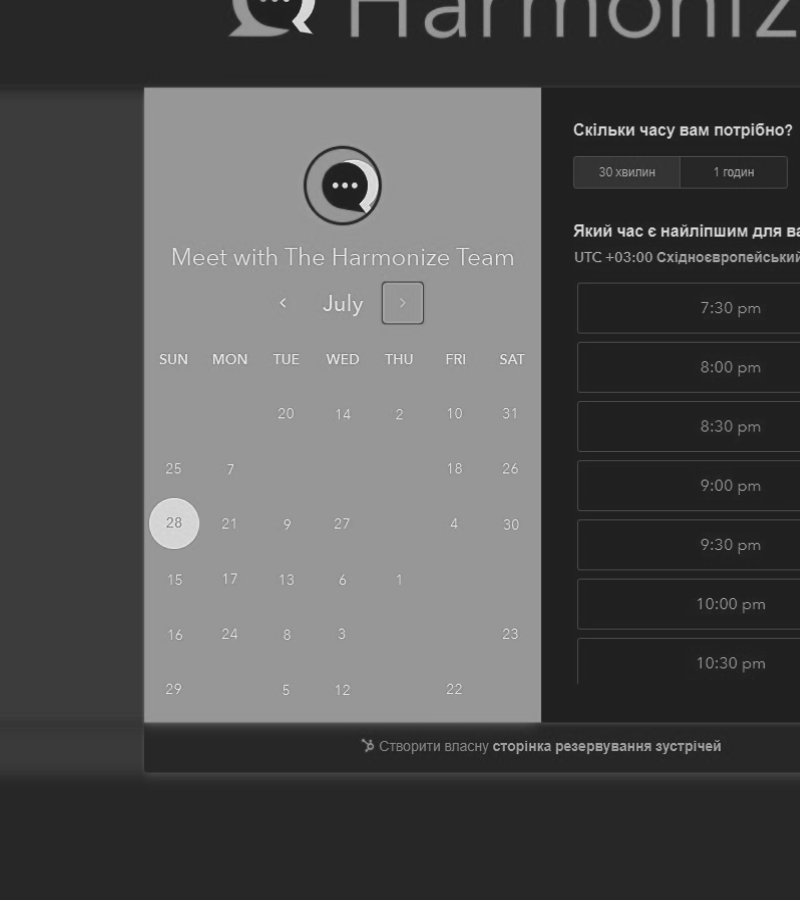 Harmoniz
Meet with The Harmonize Team
July
SUN MON TUE WED THU FRI SAT
20 14 2 10 31
25 7 18 26
28 21 9 27 4 30
15 17 13 6 1
16 24 8 3 23
29 5 12 22
Скільки часу вам потрібно?
30 хвилин 1 годин
Який час є найліпшим для ва
UTC +03:00 Східноєвропейський
7:30 pm
8:00 pm
8:30 pm
9:00 pm
9:30 pm
10:00 pm
10:30 pm
Створити власну сторінка резервування зустрічей